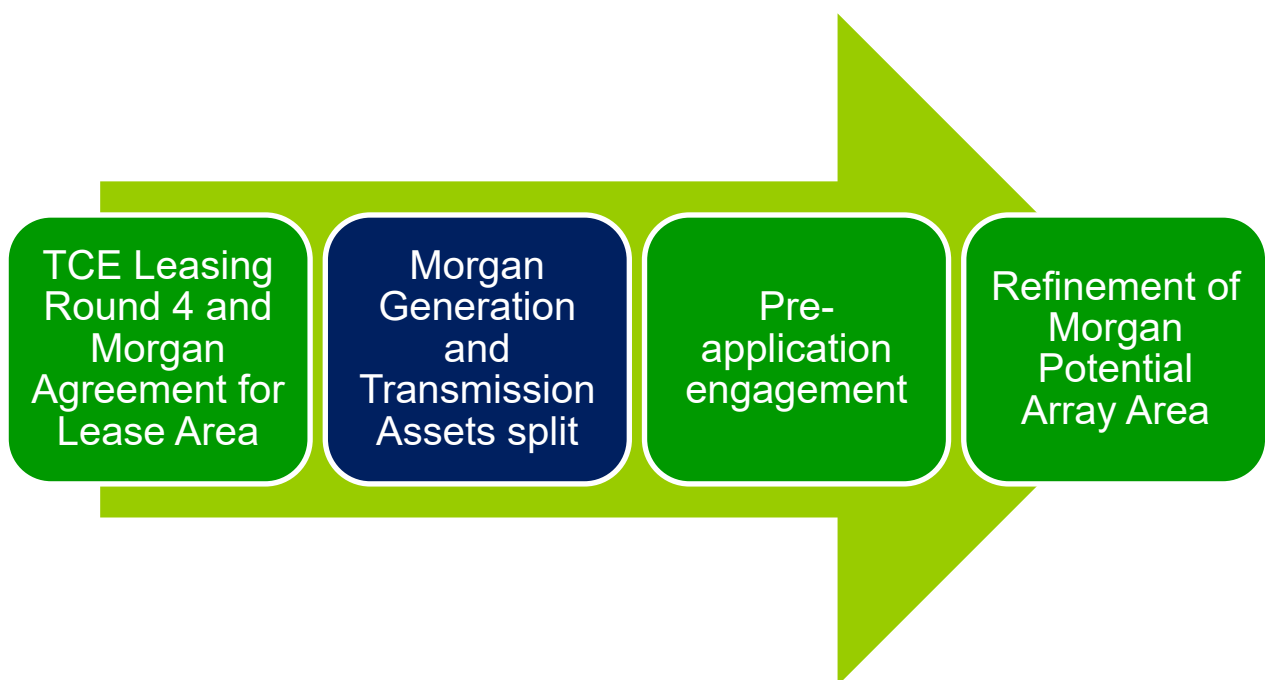 TCE Leasing
Round 4 and
Morgan
Agreement for
Lease Area
Morgan
Generation
and
Transmission
Assets split
Pre-
application
engagement
Refinement of
Morgan
Potential
Array Area